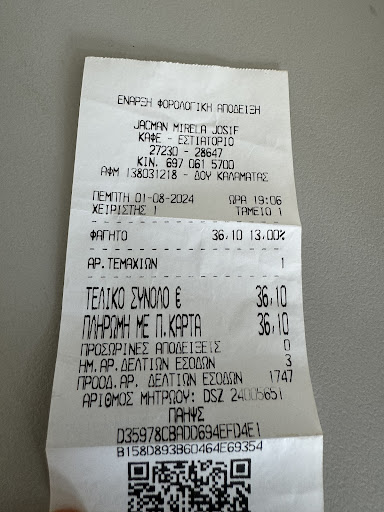 ΕΝΑΡΞΗ ΦΟΡΟΛΟΓΙΚΗ ΑΠΟΔΕΙΞΗ
JACMAN MIRELA JOSIF
ΚΑΦΕ - ΕΣΤΙΑΤΟΡΙΟ
27230 - 28647
ΚΙΝ. 697 061 5700
ΑΦΜ 138031218 - ΔΟΥ ΚΑΛΑΜΑΤΑΣ
ΠΕΜΠΤΗ 01-08-2024 ΩΡΑ 19:06
ΧΕΙΡΙΣΤΗΣ 1 ΤΑΜΕΙΟ 1
ΦΑΓΗΤΟ 36,10 13,00%
ΑΡ.ΤΕΜΑΧΙΩΝ 1
ΤΕΛΙΚΟ ΣΥΝΟΛΟ € 36,10
ΠΛΗΡΩΜΗ ΜΕ Π.ΚΑΡΤΑ 36,10
ΠΡΟΣΩΡΙΝΕΣ ΑΠΟΔΕΙΞΕΙΣ 0
ΗΜ.ΑΡ.ΔΕΛΤΙΩΝ ΕΣΟΔΩΝ 3
ΠΡΟΟΔ.ΑΡ. ΔΕΛΤΙΩΝ ΕΣΟΔΩΝ 1747
ΑΡΙΘΜΟΣ ΜΗΤΡΩΟΥ: DSZ 24005651
ΠΑΗΨΣ
D35978CBADD694EFD4E1
B158D893B60464E69354